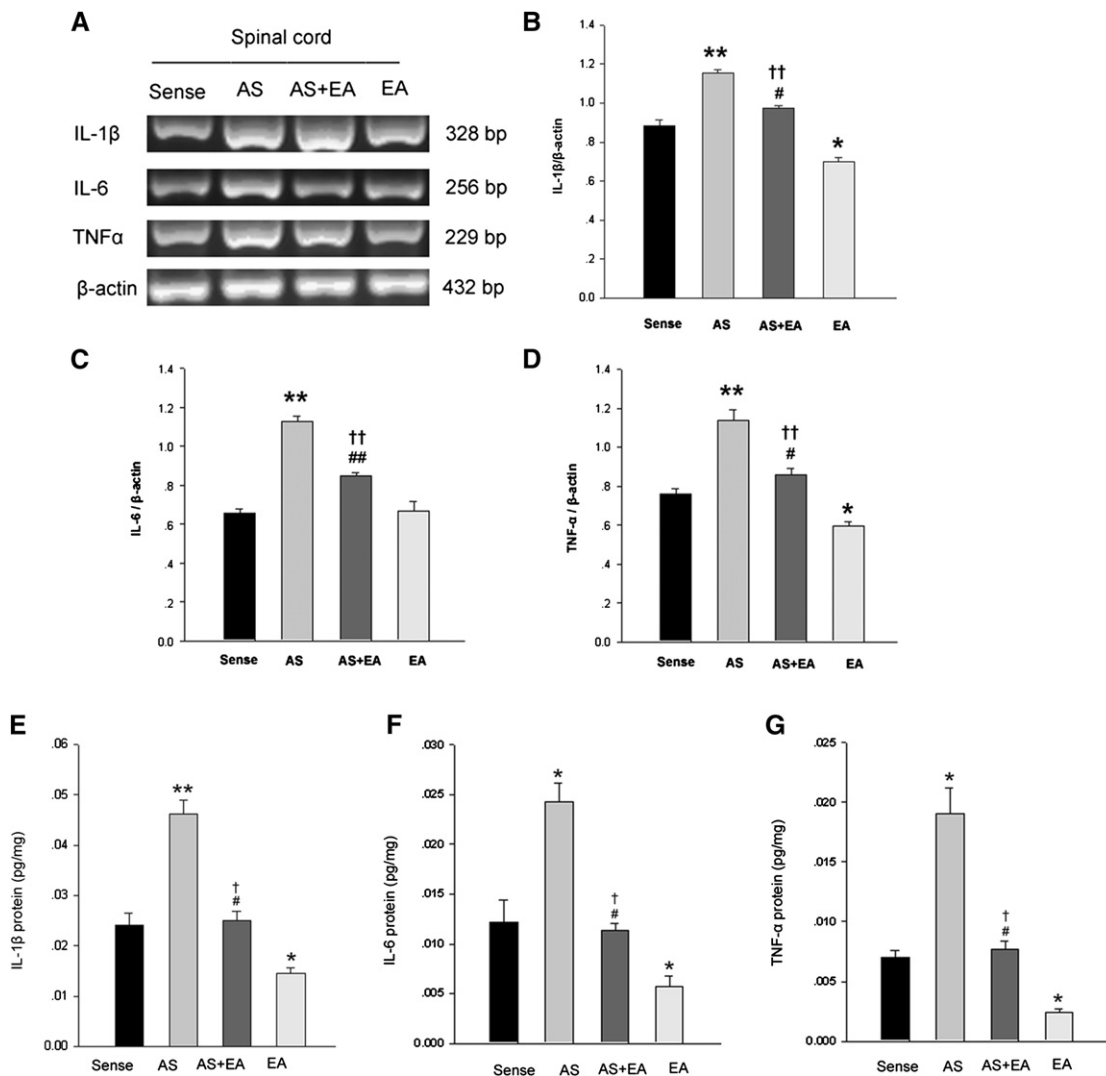 A
Spinal cord
Sense AS AS+EA EA
IL-1β 328 bp
IL-6 256 bp
TNFα 229 bp
β-actin 432 bp
B
IL-1β/β-actin
1.4
1.2
1.0
.8
.6
.4
.2
0.0
**
††
#
*
Sense AS AS+EA EA
C
IL-6 / β-actin
1.4
1.2
1.0
.8
.6
.4
.2
0.0
**
††
##
Sense AS AS+EA EA
D
TNF-α / β-actin
1.4
1.2
1.0
.8
.6
.4
.2
0.0
**
††
#
*
Sense AS AS+EA EA
E
IL-1β protein (pg/mg)
.06
.05
.04
.03
.02
.01
0.00
**
†
#
*
Sense AS AS+EA EA
F
IL-6 protein (pg/mg)
.030
.025
.020
.015
.010
.005
0.000
*
†
#
*
Sense AS AS+EA EA
G
TNF-α protein (pg/mg)
.025
.020
.015
.010
.005
0.000
*
†
#
*
Sense AS AS+EA EA